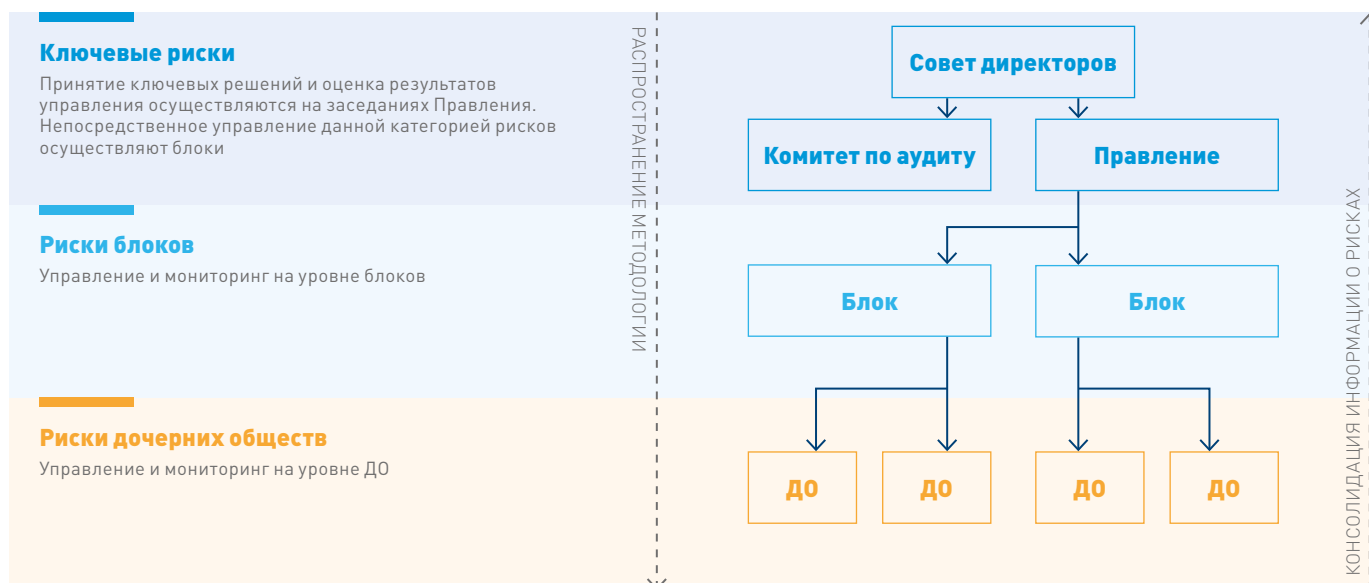 Ключевые риски
Принятие ключевых решений и оценка результатов
управления осуществляются на заседаниях Правления.
Непосредственное управление данной категорией рисков
осуществляют блоки
Риски блоков
Управление и мониторинг на уровне блоков
Риски дочерних обществ
Управление и мониторинг на уровне ДО
РАСПРОСТРАНЕНИЕ МЕТОДОЛОГИИ
Совет директоров
Комитет по аудиту
Правление
Блок
Блок
ДО
ДО
ДО
ДО
КОНСОЛИДАЦИЯ ИНФОРМАЦИИ О РИСКАХ